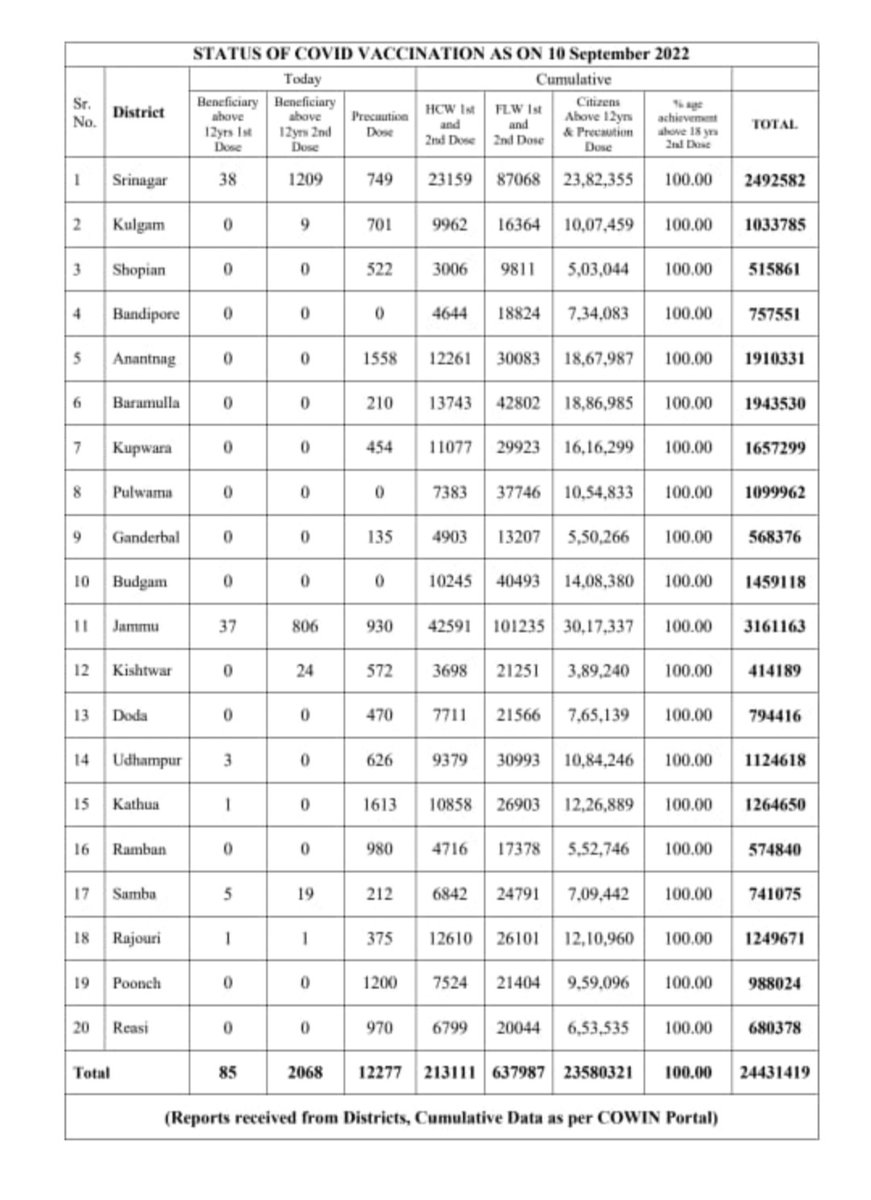 STATUS OF COVID VACCINATION AS ON 10 September 2022
Sr. No. District Today Cumulative
Beneficiary above 12yrs 1st Dose Beneficiary above 12yrs 2nd Dose Precaution Dose HCW 1st and 2nd Dose FLW 1st and 2nd Dose Citizens Above 12yrs & Precaution Dose % age achievement above 18 yrs 2nd Dose TOTAL
1 Srinagar 38 1209 749 23159 87068 23,82,355 100.00 2492582
2 Kulgam 0 9 701 9962 16364 10,07,459 100.00 1033785
3 Shopian 0 0 522 3006 9811 5,03,044 100.00 515861
4 Bandipore 0 0 0 4644 18824 7,34,083 100.00 757551
5 Anantnag 0 0 1558 12261 30083 18,67,987 100.00 1910331
6 Baramulla 0 0 210 13743 42802 18,86,985 100.00 1943530
7 Kupwara 0 0 454 11077 29923 16,16,299 100.00 1657299
8 Pulwama 0 0 0 7383 37746 10,54,833 100.00 1099962
9 Ganderbal 0 0 135 4903 13207 5,50,266 100.00 568376
10 Budgam 0 0 0 10245 40493 14,08,380 100.00 1459118
11 Jammu 37 806 930 42591 101235 30,17,337 100.00 3161163
12 Kishtwar 0 24 572 3698 21251 3,89,240 100.00 414189
13 Doda 0 0 470 7711 21566 7,65,139 100.00 794416
14 Udhampur 3 0 626 9379 30993 10,84,246 100.00 1124618
15 Kathua 1 0 1613 10858 26903 12,26,889 100.00 1264650
16 Ramban 0 0 980 4716 17378 5,52,746 100.00 574840
17 Samba 5 19 212 6842 24791 7,09,442 100.00 741075
18 Rajouri 1 1 375 12610 26101 12,10,960 100.00 1249671
19 Poonch 0 0 1200 7524 21404 9,59,096 100.00 988024
20 Reasi 0 0 970 6799 20044 6,53,535 100.00 680378
Total 85 2068 12277 213111 637987 23580321 100.00 24431419
(Reports received from Districts, Cumulative Data as per COWIN Portal)